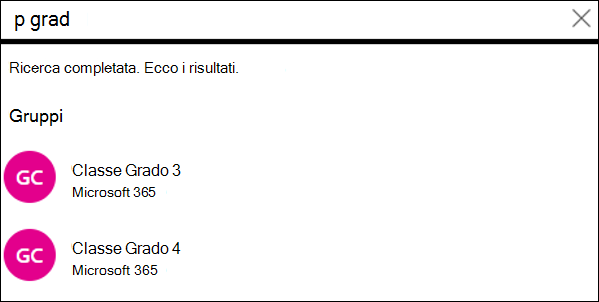 p grad
Ricerca completata. Ecco i risultati.
Gruppi
GC
Classe Grado 3
Microsoft 365
GC
Classe Grado 4
Microsoft 365